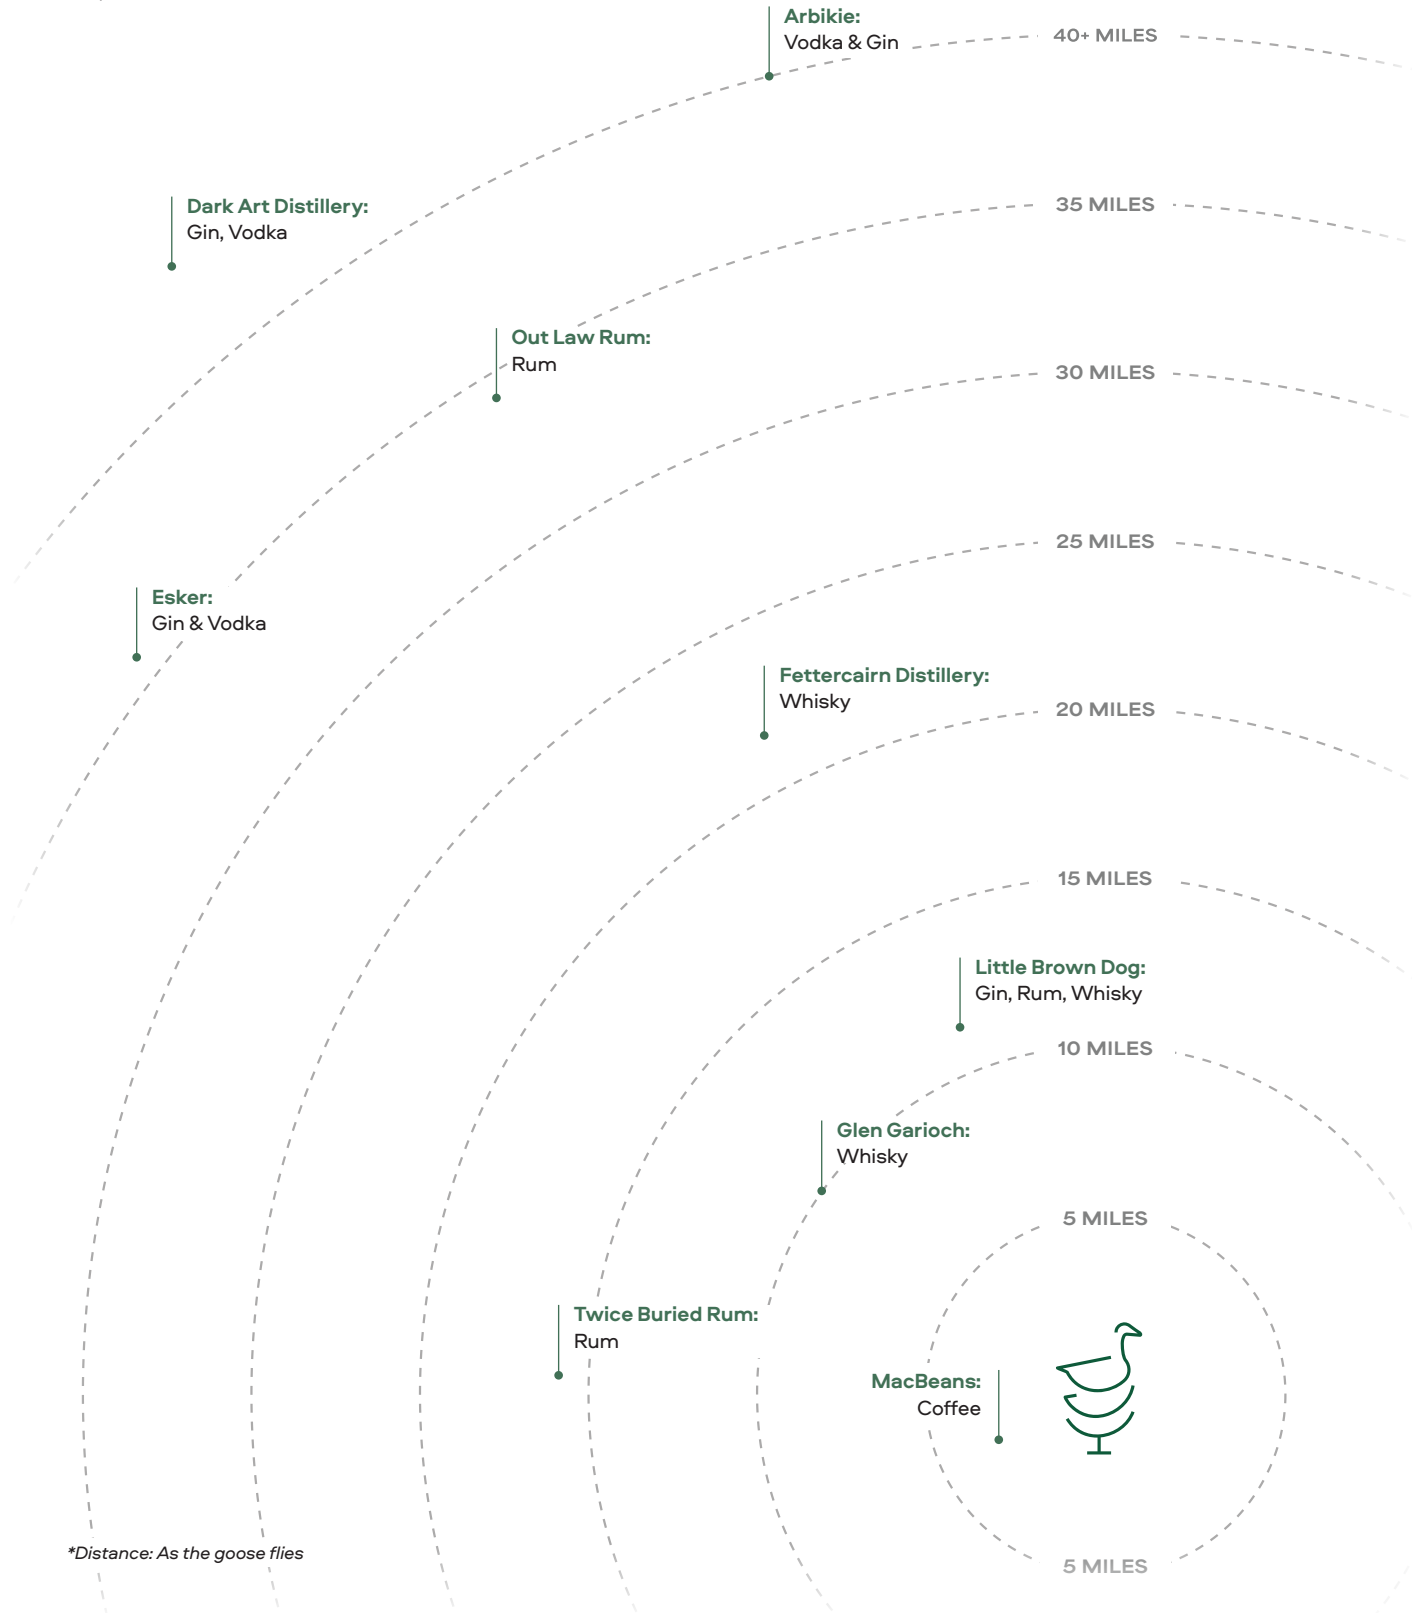 Arbikie:
Vodka & Gin
40+ MILES
Dark Art Distillery:
Gin, Vodka
35 MILES
Out Law Rum:
Rum
30 MILES
25 MILES
Esker:
Gin & Vodka
Fettercairn Distillery:
Whisky
20 MILES
15 MILES
Little Brown Dog:
Gin, Rum, Whisky
10 MILES
Glen Garioch:
Whisky
5 MILES
Twice Buried Rum:
Rum
MacBeans:
Coffee
*Distance: As the goose flies
5 MILES